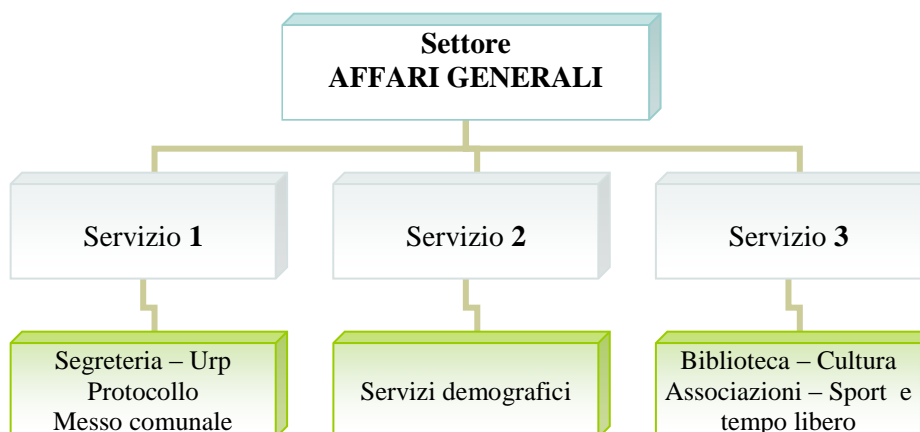 Settore
AFFARI GENERALI
Servizio 1
Servizio 2
Servizio 3
Segreteria – Urp
Protocollo
Messo comunale
Servizi demografici
Biblioteca – Cultura
Associazioni – Sport e
tempo libero